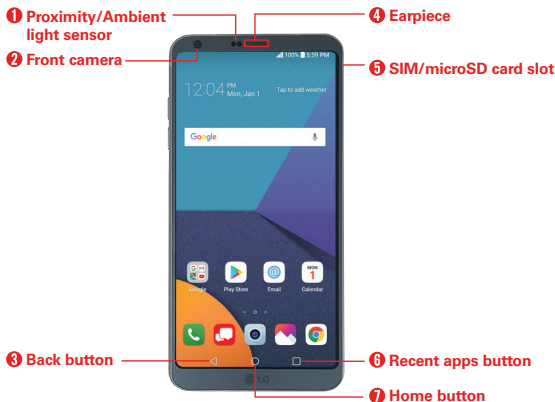 1 Proximity/Ambient
light sensor
2 Front camera
4 Earpiece
5 SIM/microSD card slot
100% 5:59 PM
12:04 PM
Mon, Jan 1
Tap to add weather
Google
MON
1
Google
Play Store
Email
Calendar
3 Back button
6 Recent apps button
LG
7 Home button